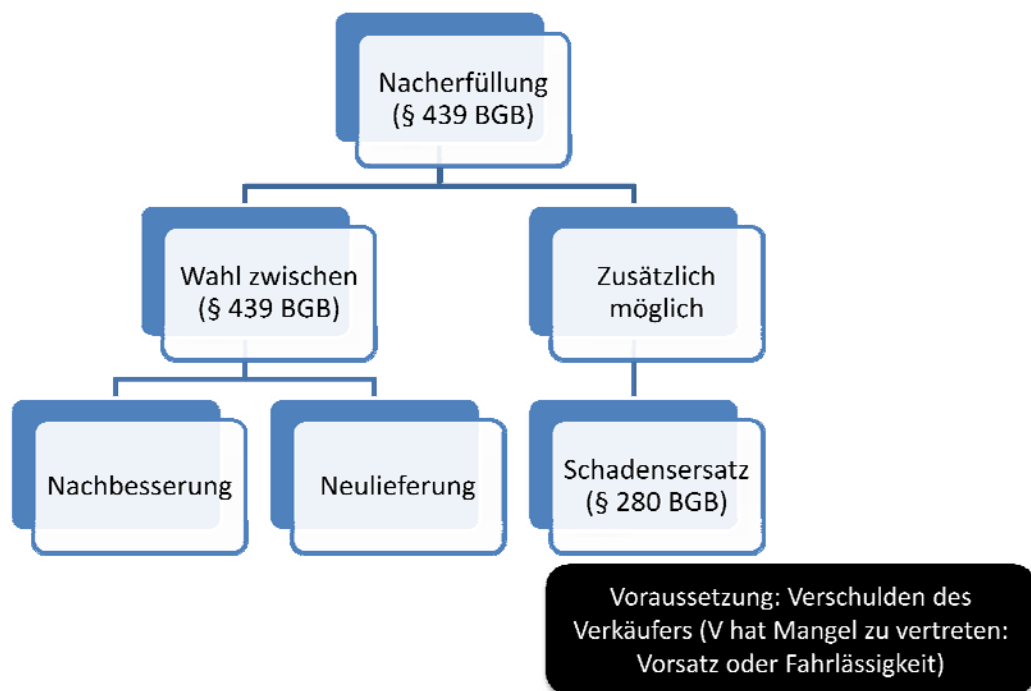 Nacherfüllung
(§ 439 BGB)
Wahl zwischen
(§ 439 BGB)
Zusätzlich
möglich
Nachbesserung
Neulieferung
Schadensersatz
(§ 280 BGB)
Voraussetzung: Verschulden des
Verkäufers (V hat Mangel zu vertreten:
Vorsatz oder Fahrlässigkeit)